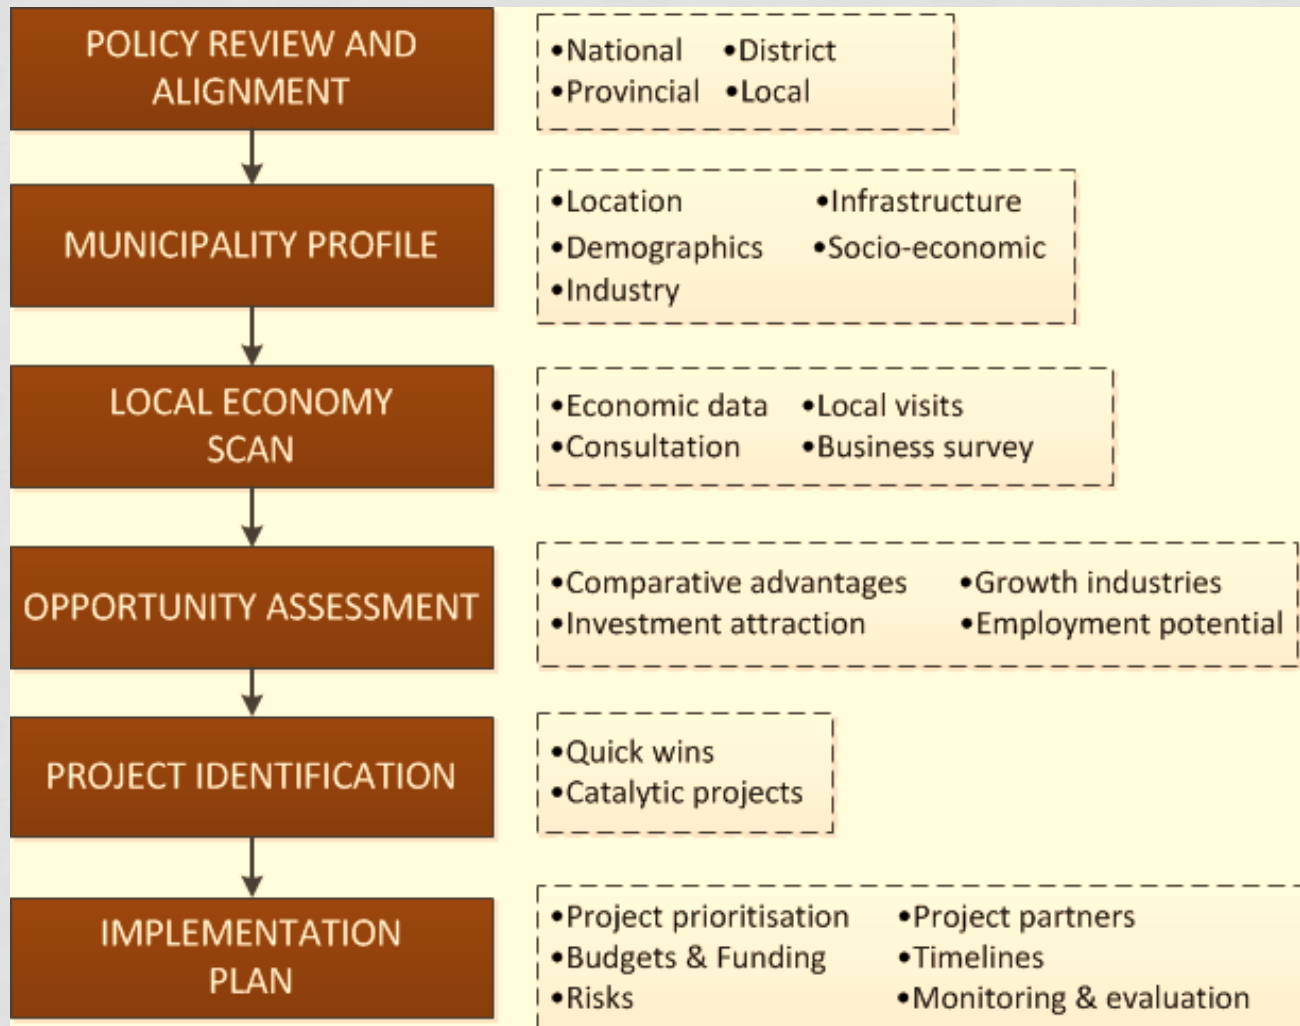 POLICY REVIEW AND
ALIGNMENT
•National •District
•Provincial •Local
MUNICIPALITY PROFILE
•Location •Infrastructure
•Demographics •Socio-economic
•Industry
LOCAL ECONOMY
SCAN
•Economic data •Local visits
•Consultation •Business survey
OPPORTUNITY ASSESSMENT
•Comparative advantages •Growth industries
•Investment attraction •Employment potential
PROJECT IDENTIFICATION
•Quick wins
•Catalytic projects
IMPLEMENTATION
PLAN
•Project prioritisation •Project partners
•Budgets & Funding •Timelines
•Risks •Monitoring & evaluation